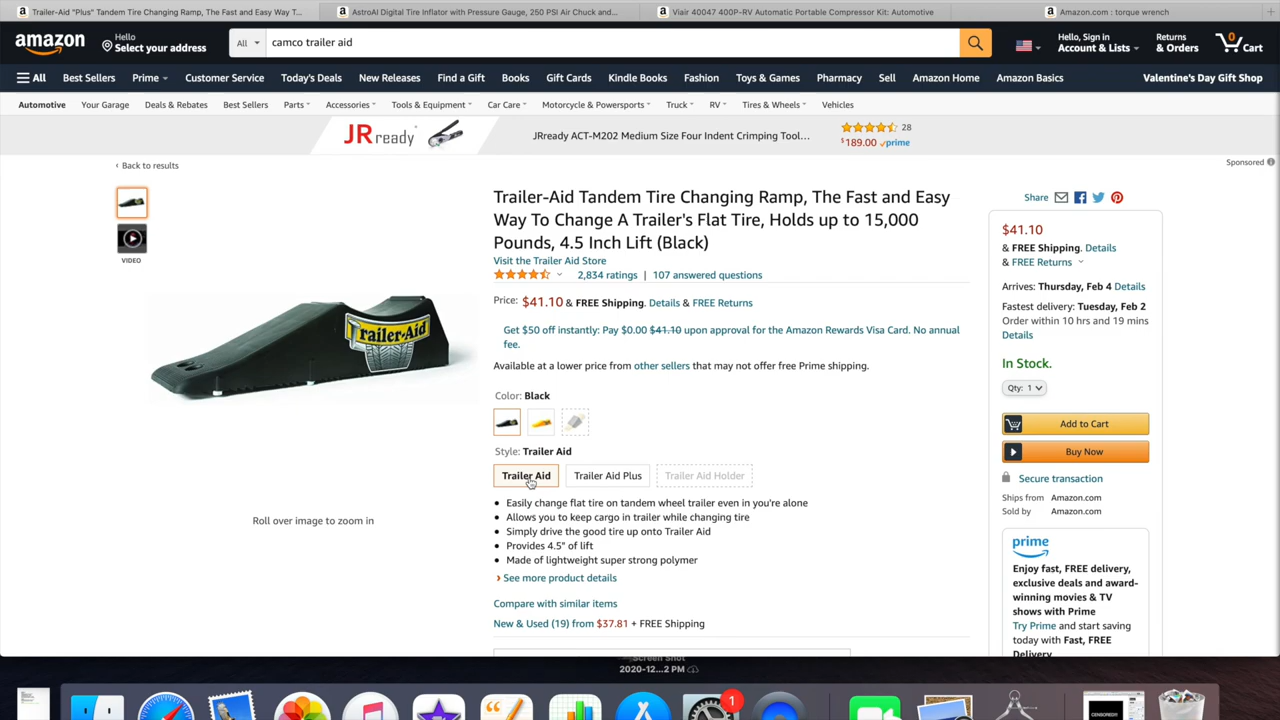 Trailer-Aid "Plus" Tandem Tire Changing Ramp, The Fast and Easy Way T...
AstroAI Digital Tire Inflator with Pressure Gauge, 250 PSI Air Chuck and...
Viair 40047 400P-RV Automatic Portable Compressor Kit: Automotive
Amazon.com : torque wrench
amazon
Hello
Select your address
All
camco trailer aid
Hello, Sign in
Account & Lists
Returns
& Orders
0
Cart
All
Best Sellers
Prime
Customer Service
Today's Deals
New Releases
Find a Gift
Books
Gift Cards
Kindle Books
Fashion
Toys & Games
Pharmacy
Sell
Amazon Home
Amazon Basics
Valentine's Day Gift Shop
Automotive
Your Garage
Deals & Rebates
Best Sellers
Parts
Accessories
Tools & Equipment
Car Care
Motorcycle & Powersports
Truck
RV
Tires & Wheels
Vehicles
JRready
JRready ACT-M202 Medium Size Four Indent Crimping Tool...
28
$189.00 prime
‹ Back to results
Sponsored
VIDEO
Trailer-Aid
Roll over image to zoom in
Trailer-Aid Tandem Tire Changing Ramp, The Fast and Easy
Way To Change A Trailer's Flat Tire, Holds up to 15,000
Pounds, 4.5 Inch Lift (Black)
Visit the Trailer Aid Store
2,834 ratings | 107 answered questions
Price: $41.10 & FREE Shipping. Details & FREE Returns
Get $50 off instantly: Pay $0.00 $41.10 upon approval for the Amazon Rewards Visa Card. No annual
fee.
Available at a lower price from other sellers that may not offer free Prime shipping.
Color: Black
Style: Trailer Aid
Trailer Aid
Trailer Aid Plus
Trailer Aid Holder
• Easily change flat tire on tandem wheel trailer even in you're alone
• Allows you to keep cargo in trailer while changing tire
• Simply drive the good tire up onto Trailer Aid
• Provides 4.5" of lift
• Made of lightweight super strong polymer
› See more product details
Compare with similar items
New & Used (19) from $37.81 + FREE Shipping
Share
$41.10
& FREE Shipping. Details
& FREE Returns
Arrives: Thursday, Feb 4 Details
Fastest delivery: Tuesday, Feb 2
Order within 10 hrs and 19 mins
Details
In Stock.
Qty: 1
Add to Cart
Buy Now
Secure transaction
Ships from Amazon.com
Sold by Amazon.com
prime
Enjoy fast, FREE delivery,
exclusive deals and award-
winning movies & TV
shows with Prime
Try Prime and start saving
today with Fast, FREE
Delivery
Screen Shot
2020-12...2 PM
1
CENSORED!